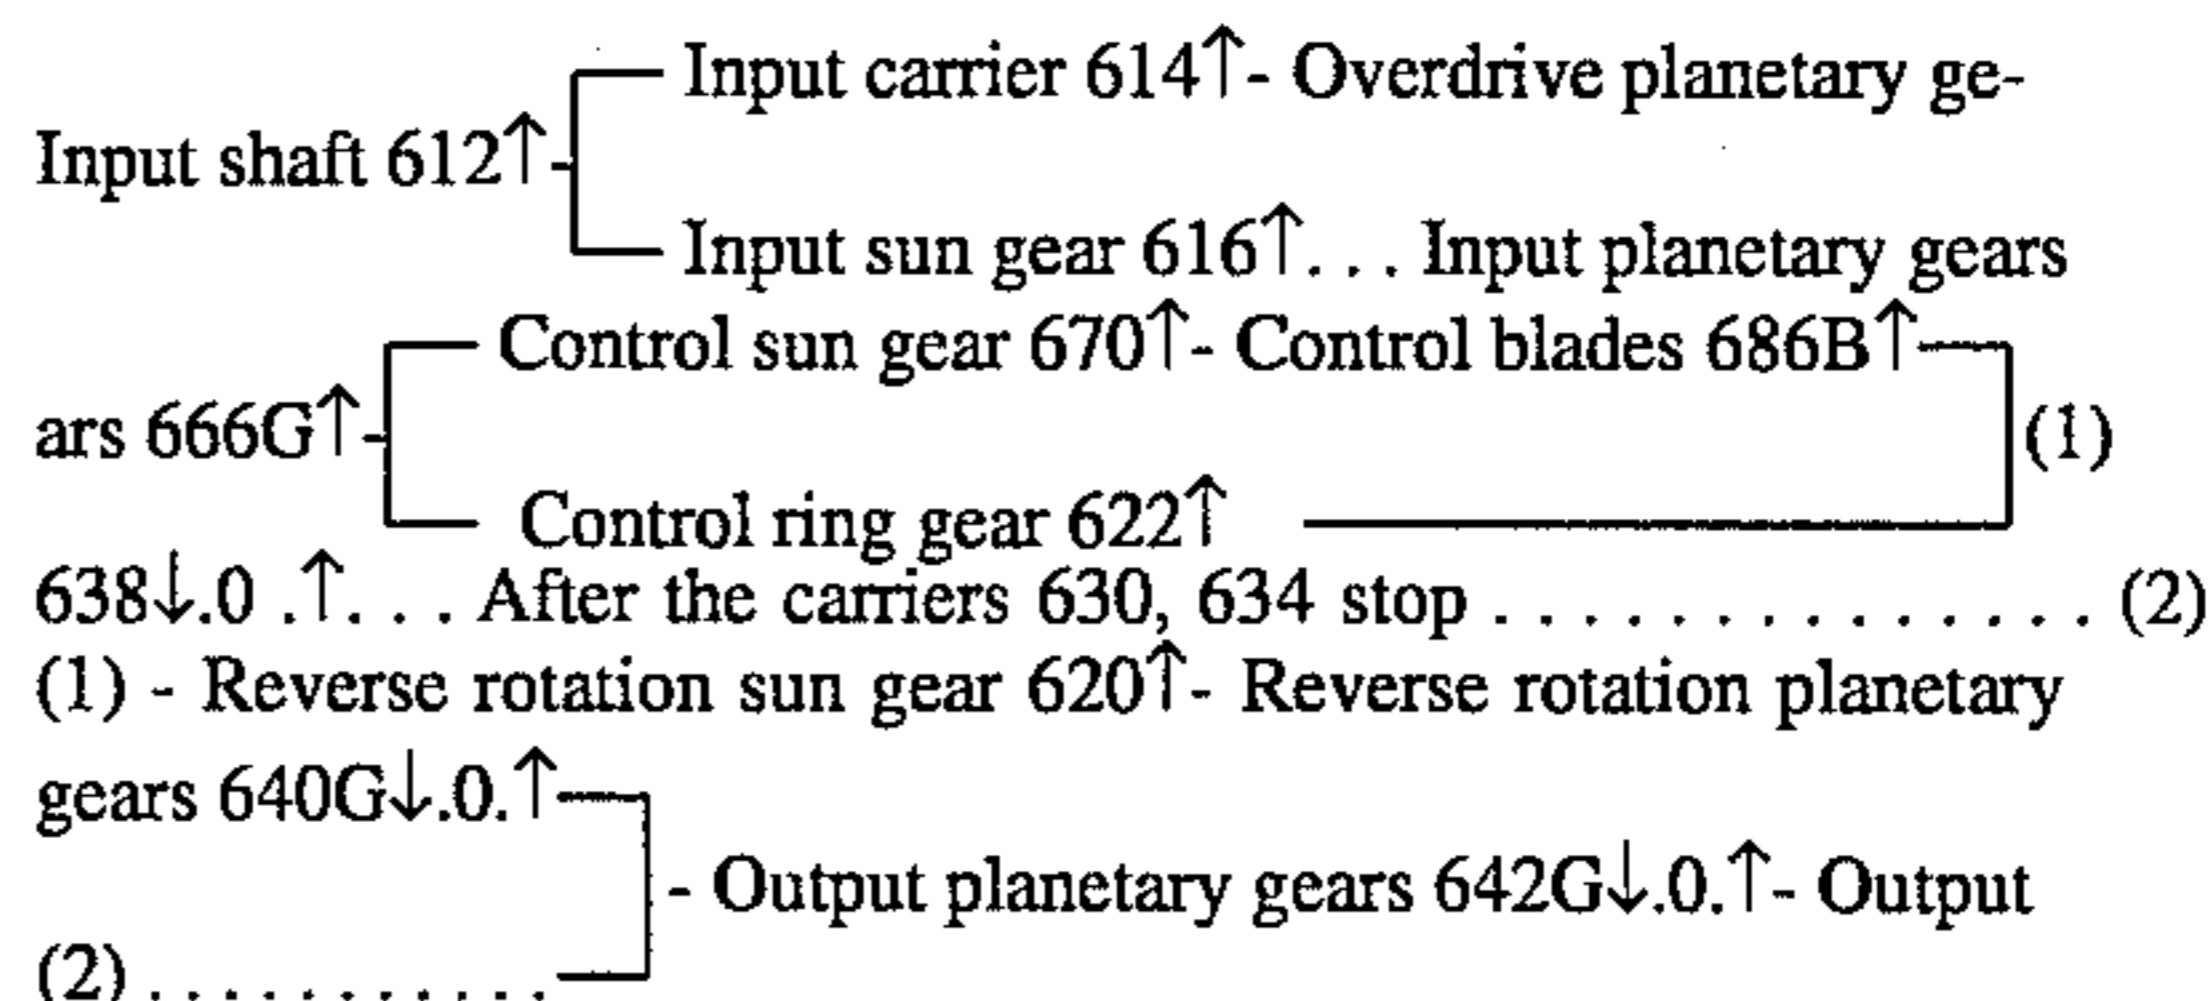 Input carrier 614↑- Overdrive planetary ge-
Input shaft 612↑-
Input sun gear 616↑. . . Input planetary gears
Control sun gear 670↑- Control blades 686B↑
ars 666G↑-
(1)
Control ring gear 622↑
638↓.0 .↑. . . After the carriers 630, 634 stop . . . . . . . . . . . . . . . (2)
(1) - Reverse rotation sun gear 620↑- Reverse rotation planetary
gears 640G↓.0.↑
- Output planetary gears 642G↓.0.↑- Output
(2) . . . . . . . . . . .